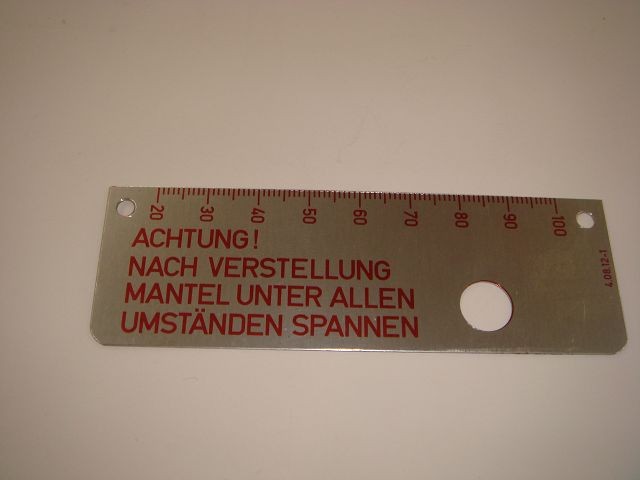 20 30 40 50 60 70 80 90 100
ACHTUNG!
NACH VERSTELLUNG
MANTEL UNTER ALLEN
UMSTÄNDEN SPANNEN
4.08.12-1